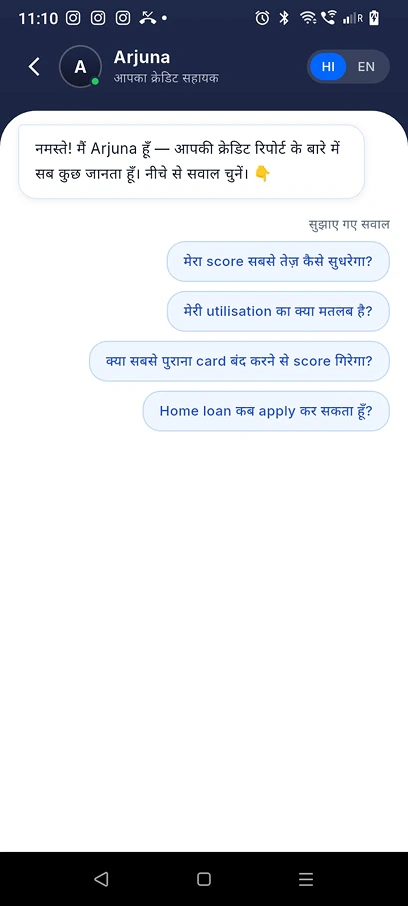 11:10
R
A
Arjuna
आपका क्रेडिट सहायक
HI
EN
नमस्ते! मैं Arjuna हूँ — आपकी क्रेडिट रिपोर्ट के बारे में
सब कुछ जानता हूँ। नीचे से सवाल चुनें। 👇
सुझाए गए सवाल
मेरा score सबसे तेज़ कैसे सुधरेगा?
मेरी utilisation का क्या मतलब है?
क्या सबसे पुराना card बंद करने से score गिरेगा?
Home loan कब apply कर सकता हूँ?